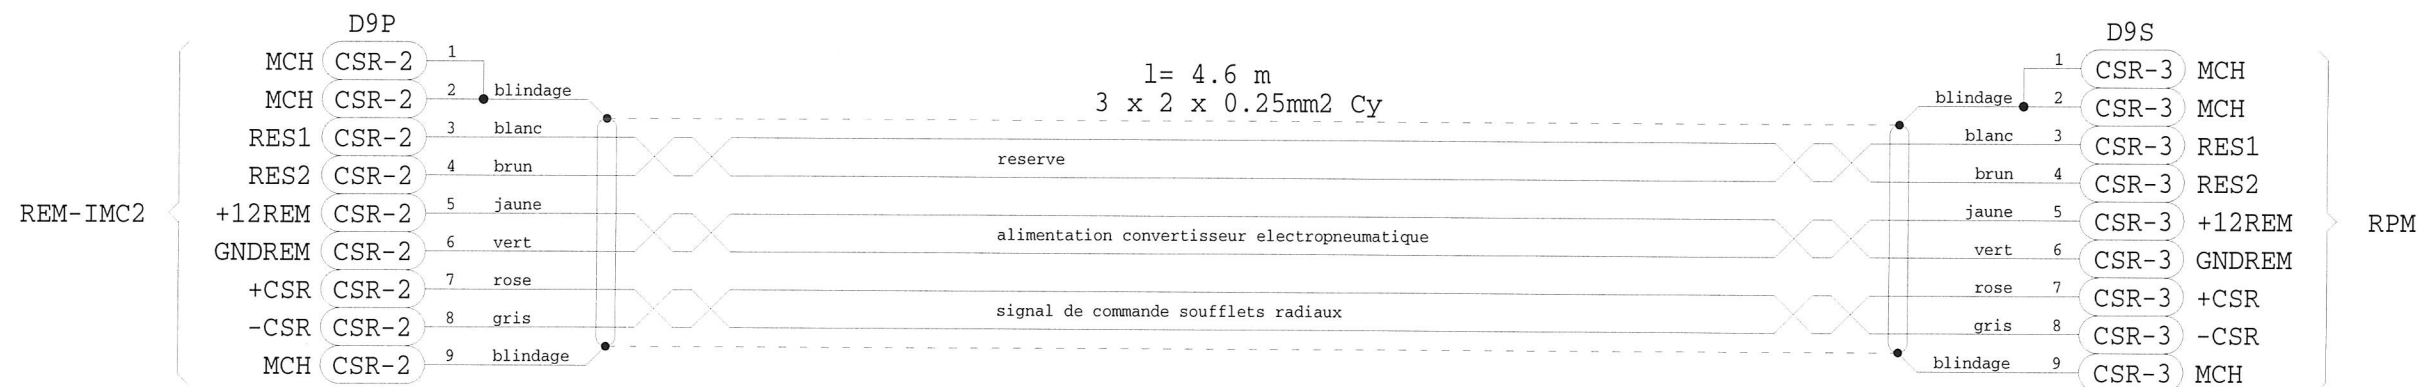 D9P
MCH CSR-2 1
MCH CSR-2 2 blindage
RES1 CSR-2 3 blanc
RES2 CSR-2 4 brun
+12REM CSR-2 5 jaune
GNDREM CSR-2 6 vert
+CSR CSR-2 7 rose
-CSR CSR-2 8 gris
MCH CSR-2 9 blindage
REM-IMC2
l= 4.6 m
3 x 2 x 0.25mm2 Cy
reserve
alimentation convertisseur electropneumatique
signal de commande soufflets radiaux
D9S
1 CSR-3 MCH
blindage 2 CSR-3 MCH
blanc 3 CSR-3 RES1
brun 4 CSR-3 RES2
jaune 5 CSR-3 +12REM
vert 6 CSR-3 GNDREM
rose 7 CSR-3 +CSR
gris 8 CSR-3 -CSR
blindage 9 CSR-3 MCH
RPM